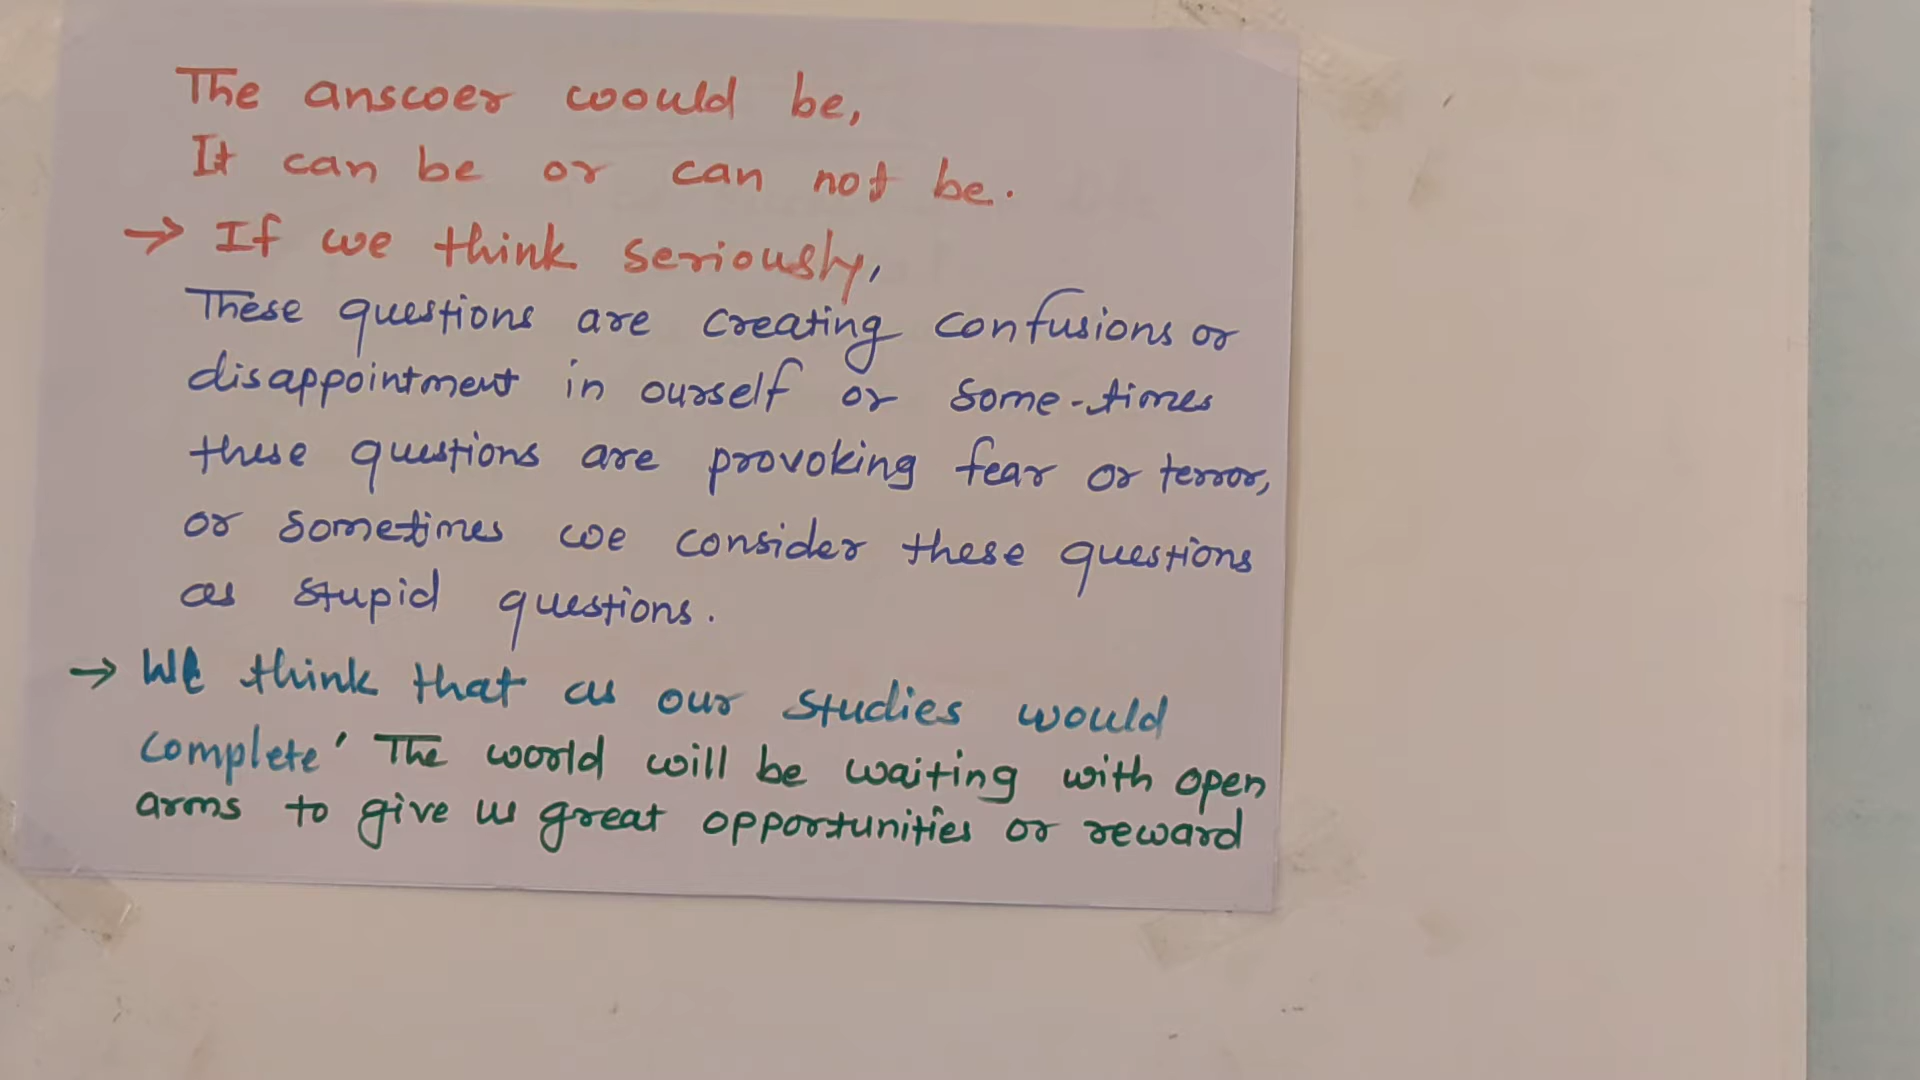 The answer would be,
It can be or can not be.
→ If we think seriously,
These questions are creating confusions or
disappointment in ourself or some-times
these questions are provoking fear or terror,
or sometimes we consider these questions
as stupid questions.
→ We think that as our studies would
complete' The world will be waiting with open
arms to give us great opportunities or reward